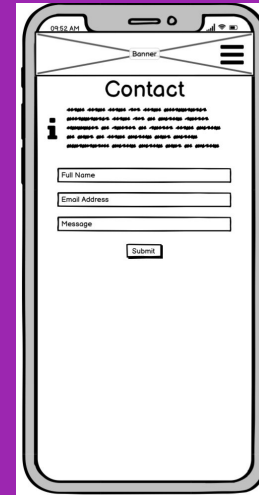 09:52 AM
Banner
Contact
Full Name
Email Address
Message
Submit